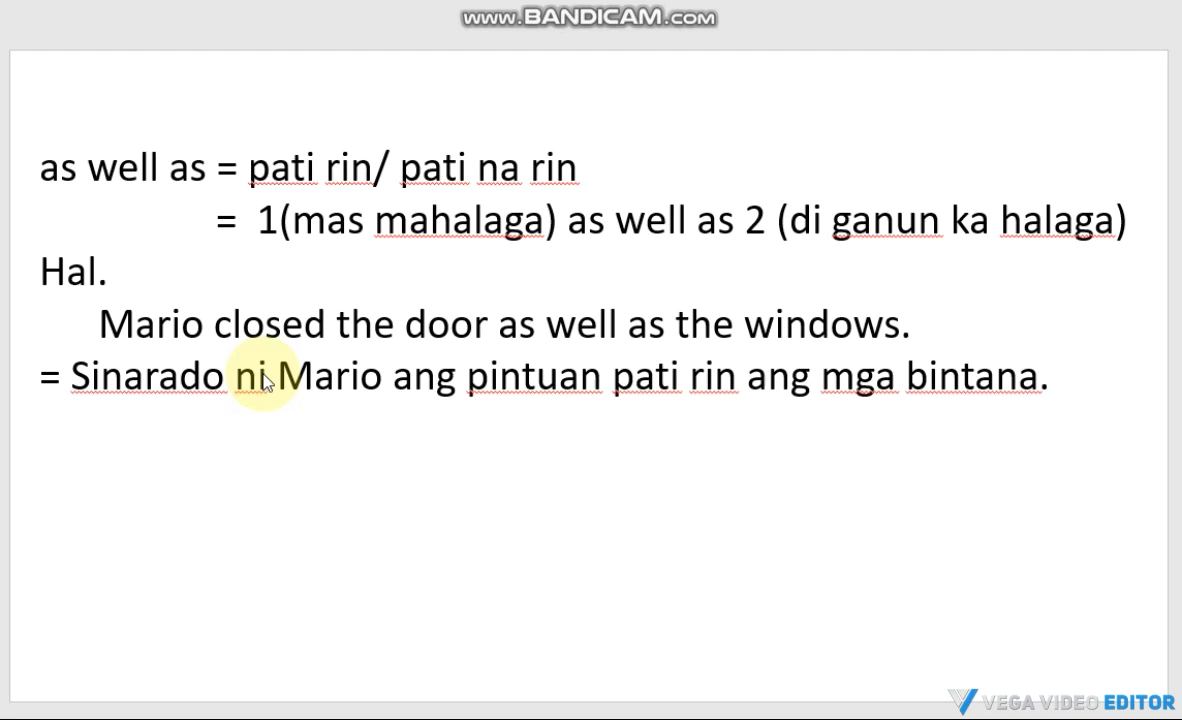 www.BANDICAM.com
as well as = pati rin/ pati na rin
= 1(mas mahalaga) as well as 2 (di ganun ka halaga)
Hal.
Mario closed the door as well as the windows.
= Sinarado ni Mario ang pintuan pati rin ang mga bintana.
VEGA VIDEO EDITOR